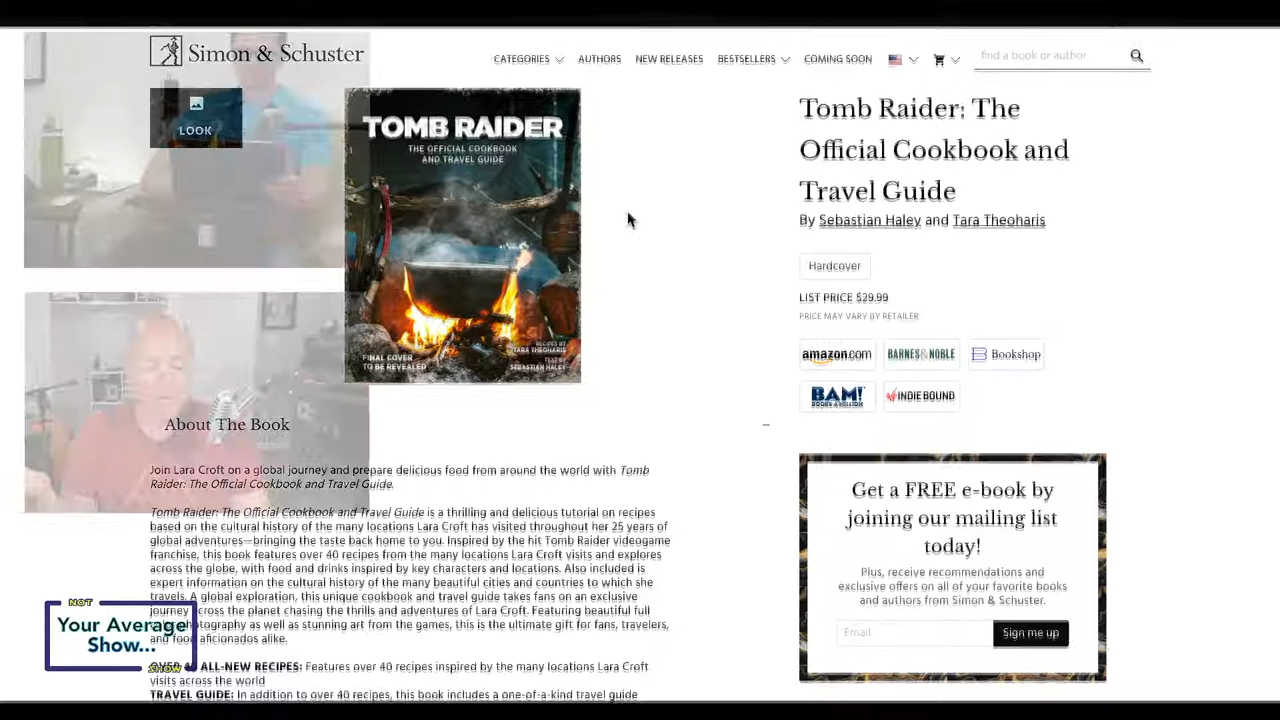 Simon & Schuster
CATEGORIES
AUTHORS
NEW RELEASES
BESTSELLERS
COMING SOON
find a book or author
LOOK
TOMB RAIDER
THE OFFICIAL COOKBOOK
AND TRAVEL GUIDE
FINAL COVER
TO BE REVEALED
RECIPES BY
TARA THEOHARIS
TEXT BY
SEBASTIAN HALEY
Tomb Raider: The
Official Cookbook and
Travel Guide
By Sebastian Haley and Tara Theoharis
Hardcover
LIST PRICE $29.99
PRICE MAY VARY BY RETAILER
amazon.com
BARNES&NOBLE
Bookshop
BAM!
BOOKS-A-MILLION
INDIEBOUND
About The Book
Join Lara Croft on a global journey and prepare delicious food from around the world with Tomb
Raider: The Official Cookbook and Travel Guide.
Tomb Raider: The Official Cookbook and Travel Guide is a thrilling and delicious tutorial on recipes
based on the cultural history of the many locations Lara Croft has visited throughout her 25 years of
global adventures—bringing the taste back home to you. Inspired by the hit Tomb Raider videogame
franchise, this book features over 40 recipes from the many locations Lara Croft visits and explores
across the globe, with food and drinks inspired by key characters and locations. Also included is
expert information on the cultural history of the many beautiful cities and countries to which she
travels. A global exploration, this unique cookbook and travel guide takes fans on an exclusive
journey across the planet chasing the thrills and adventures of Lara Croft. Featuring beautiful full
photography as well as stunning art from the games, this is the ultimate gift for fans, travelers,
and food aficionados alike.
OVER 4 ALL-NEW RECIPES: Features over 40 recipes inspired by the many locations Lara Croft
visits across the world
TRAVEL GUIDE: In addition to over 40 recipes, this book includes a one-of-a-kind travel guide
Get a FREE e-book by
joining our mailing list
today!
Plus, receive recommendations and
exclusive offers on all of your favorite books
and authors from Simon & Schuster.
Email
Sign me up
NOT
Your Average
Show...
SHOW